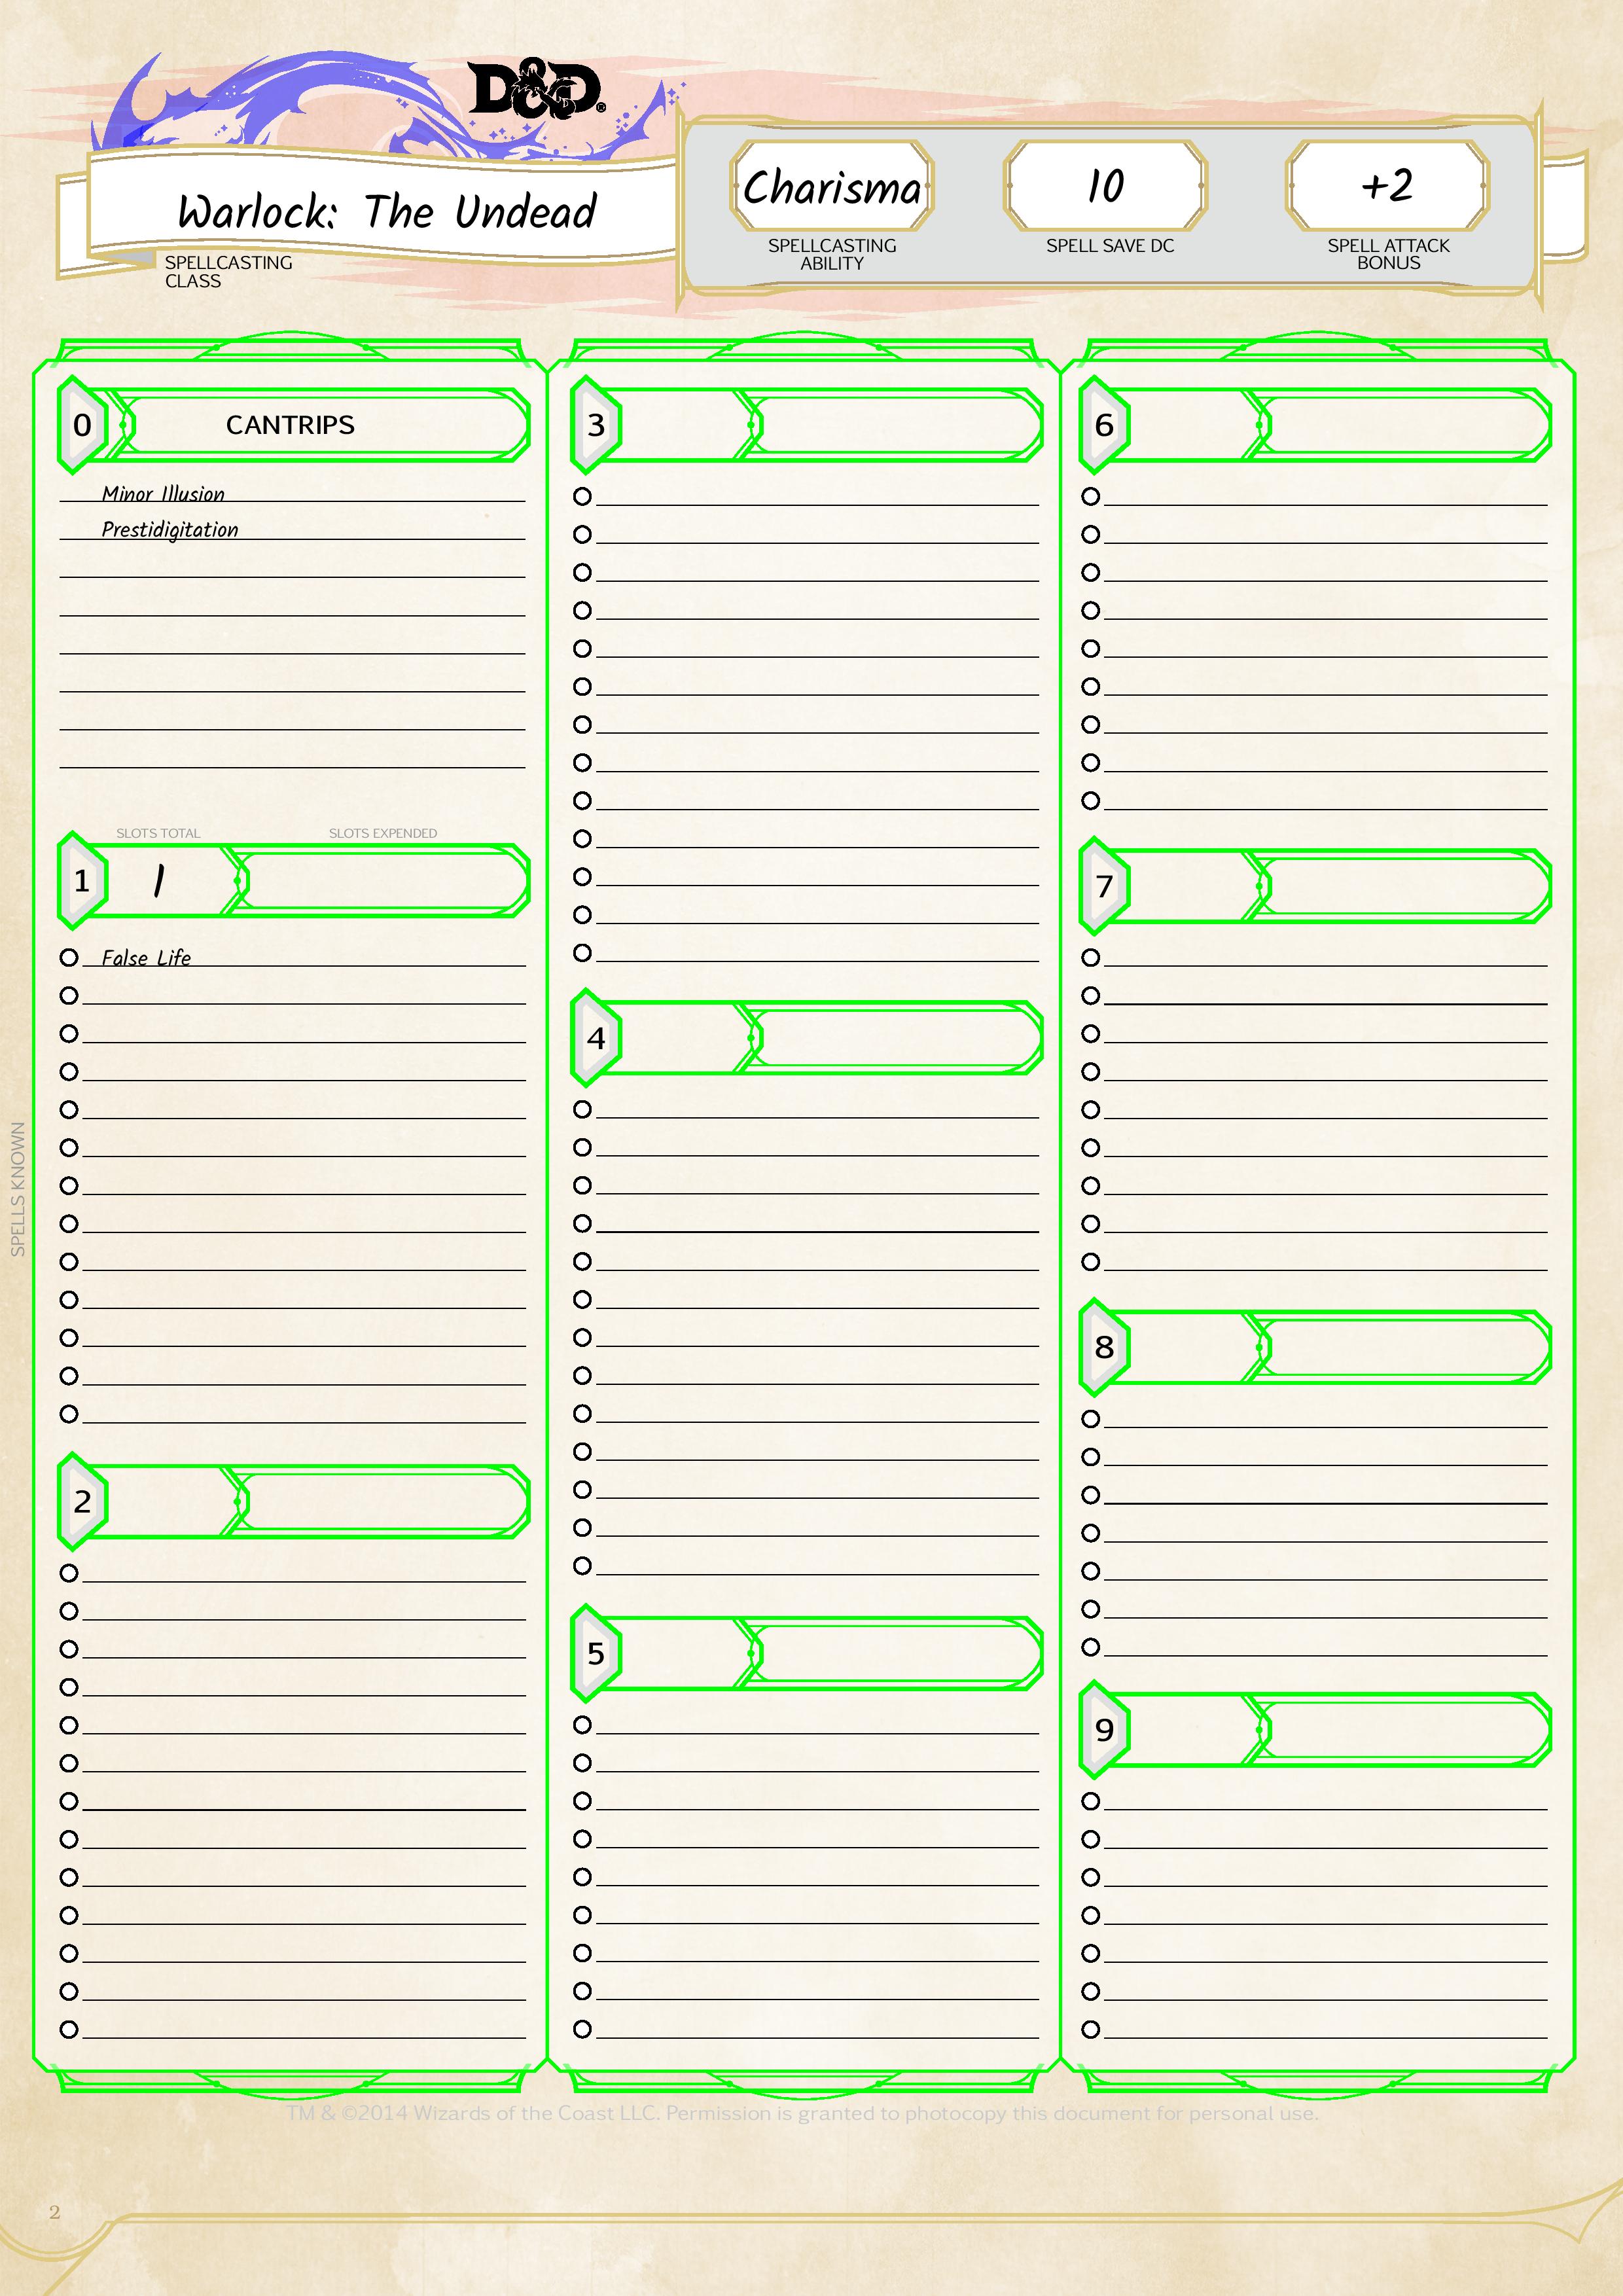 D&D®
Warlock: The Undead
SPELLCASTING
CLASS
Charisma
SPELLCASTING
ABILITY
10
SPELL SAVE DC
+2
SPELL ATTACK
BONUS
0 CANTRIPS
Minor Illusion
Prestidigitation
SLOTS TOTAL SLOTS EXPENDED
1 1
False Life
2
3
4
5
6
7
8
9
SPELLS KNOWN
TM & ©2014 Wizards of the Coast LLC. Permission is granted to photocopy this document for personal use.
2